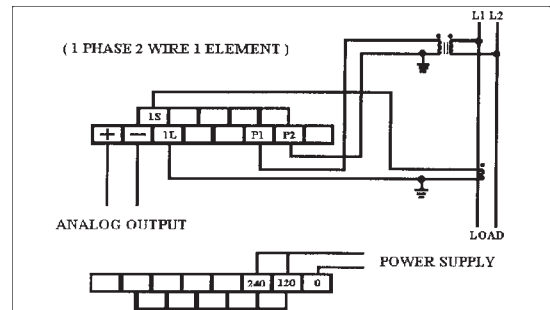 L1 L2
( 1 PHASE 2 WIRE 1 ELEMENT )
1S
+ — 1L P1 P2
ANALOG OUTPUT
LOAD
POWER SUPPLY
240 120 0